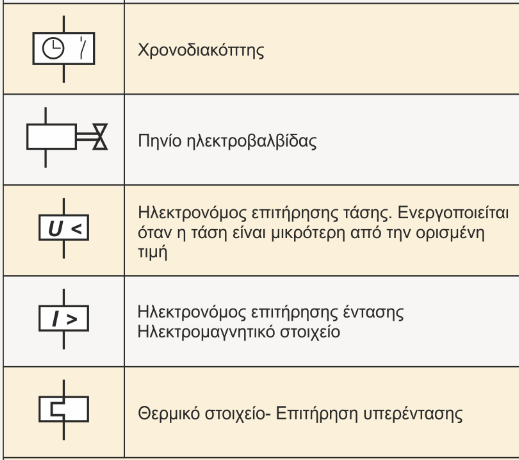 Χρονοδιακόπτης
Πηνίο ηλεκτροβαλβίδας
U <
Ηλεκτρονόμος επιτήρησης τάσης. Ενεργοποιείται
όταν η τάση είναι μικρότερη από την ορισμένη
τιμή
I >
Ηλεκτρονόμος επιτήρησης έντασης
Ηλεκτρομαγνητικό στοιχείο
Θερμικό στοιχείο- Επιτήρηση υπερέντασης